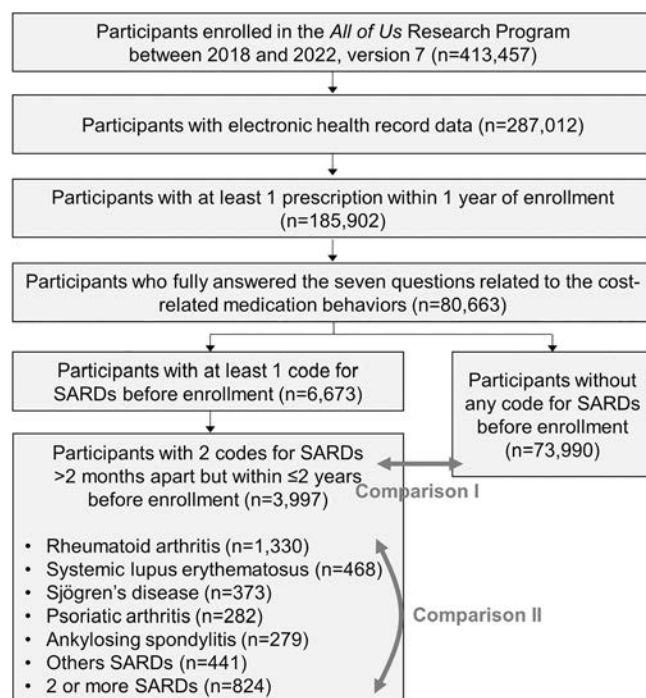 Participants enrolled in the All of Us Research Program
between 2018 and 2022, version 7 (n=413,457)
Participants with electronic health record data (n=287,012)
Participants with at least 1 prescription within 1 year of enrollment
(n=185,902)
Participants who fully answered the seven questions related to the cost-
related medication behaviors (n=80,663)
Participants with at least 1 code for
SARDs before enrollment (n=6,673)
Participants without
any code for SARDs
before enrollment
(n=73,990)
Participants with 2 codes for SARDs
>2 months apart but within ≤2 years
before enrollment (n=3,997)
Comparison I
• Rheumatoid arthritis (n=1,330)
• Systemic lupus erythematosus (n=468)
• Sjögren's disease (n=373)
• Psoriatic arthritis (n=282)
• Ankylosing spondylitis (n=279)
• Others SARDs (n=441)
• 2 or more SARDs (n=824)
Comparison II